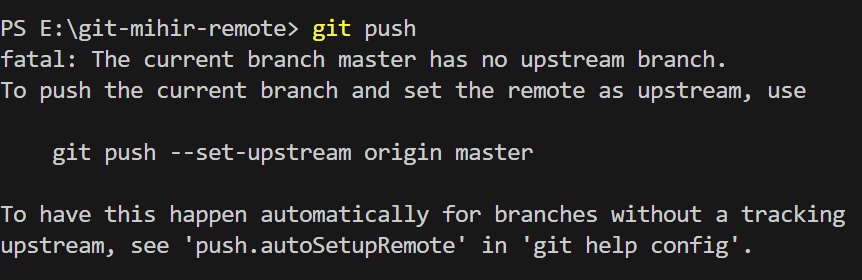 PS E:\git-mihir-remote> git push
fatal: The current branch master has no upstream branch.
To push the current branch and set the remote as upstream, use
    git push --set-upstream origin master
To have this happen automatically for branches without a tracking
upstream, see 'push.autoSetupRemote' in 'git help config'.